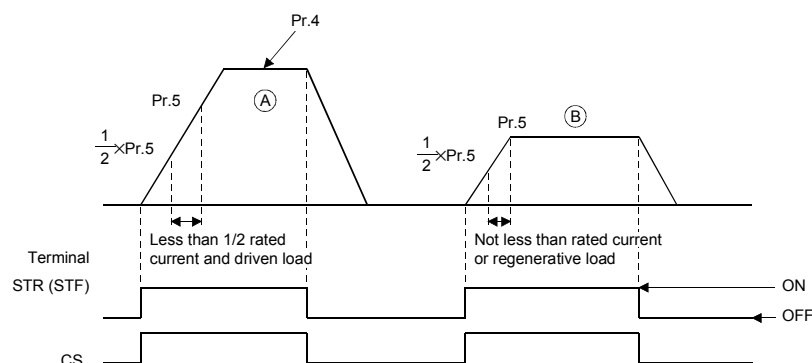 Pr.4
Pr.5
A
1/2 ×Pr.5
Pr.5
B
1/2 ×Pr.5
Less than 1/2 rated
current and driven load
Not less than rated current
or regenerative load
Terminal
STR (STF)
ON
OFF
CS